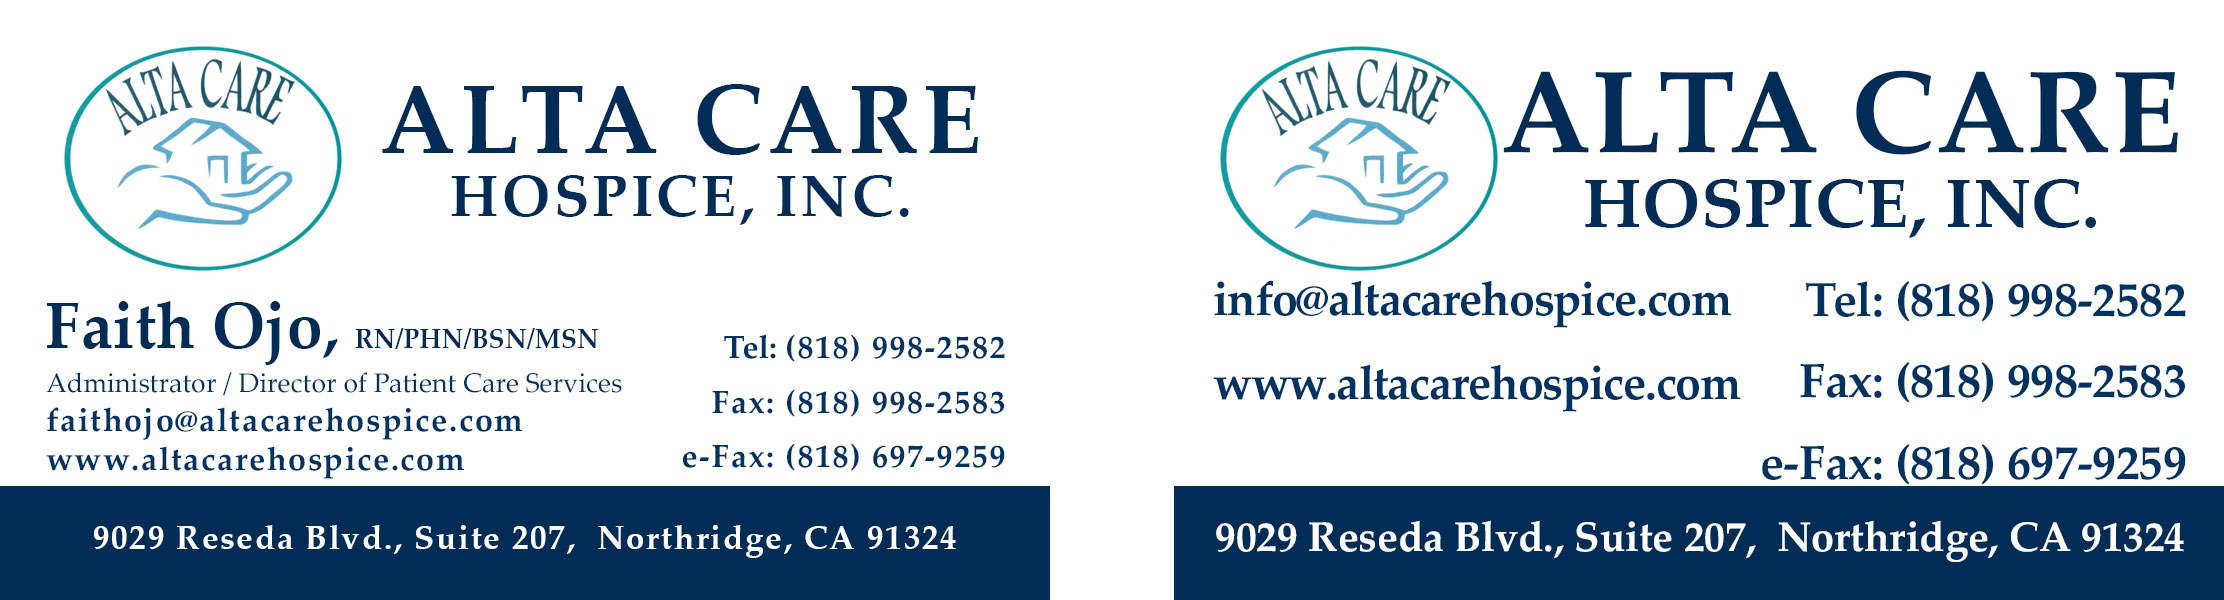 ALTA CARE
ALTA CARE
HOSPICE, INC.
Faith Ojo, RN/PHN/BSN/MSN
Administrator / Director of Patient Care Services
faithojo@altacarehospice.com
www.altacarehospice.com
Tel: (818) 998-2582
Fax: (818) 998-2583
e-Fax: (818) 697-9259
9029 Reseda Blvd., Suite 207, Northridge, CA 91324
ALTA CARE
ALTA CARE
HOSPICE, INC.
info@altacarehospice.com
www.altacarehospice.com
Tel: (818) 998-2582
Fax: (818) 998-2583
e-Fax: (818) 697-9259
9029 Reseda Blvd., Suite 207, Northridge, CA 91324